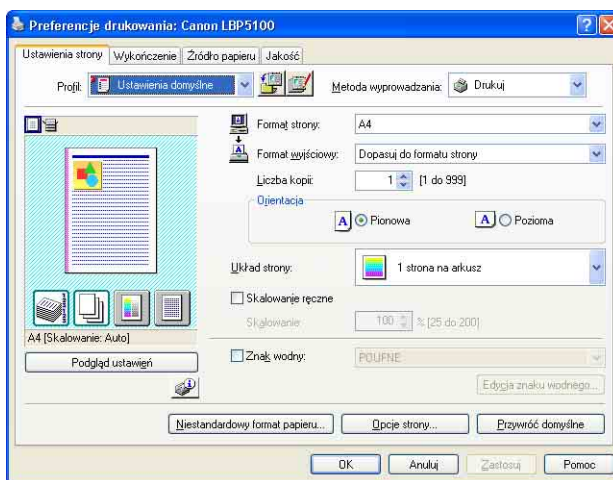 Preferencje drukowania: Canon LBP5100
Ustawienia strony Wykończenie Źródło papieru Jakość
Profil: Ustawienia domyślne Metoda wyprowadzania: Drukuj
Format strony: A4
Format wyjściowy: Dopasuj do formatu strony
Liczba kopii: 1 [1 do 999]
Orientacja
A Pionowa A Pozioma
Układ strony: 1 strona na arkusz
Skalowanie ręczne
Skalowanie: 100 % [25 do 200]
A4 [Skalowanie: Auto]
Podgląd ustawień
Znak wodny: POUFNE
Edycja znaku wodnego...
Niestandardowy format papieru... Opcje strony... Przywróć domyślne
OK Anuluj Zastosuj Pomoc